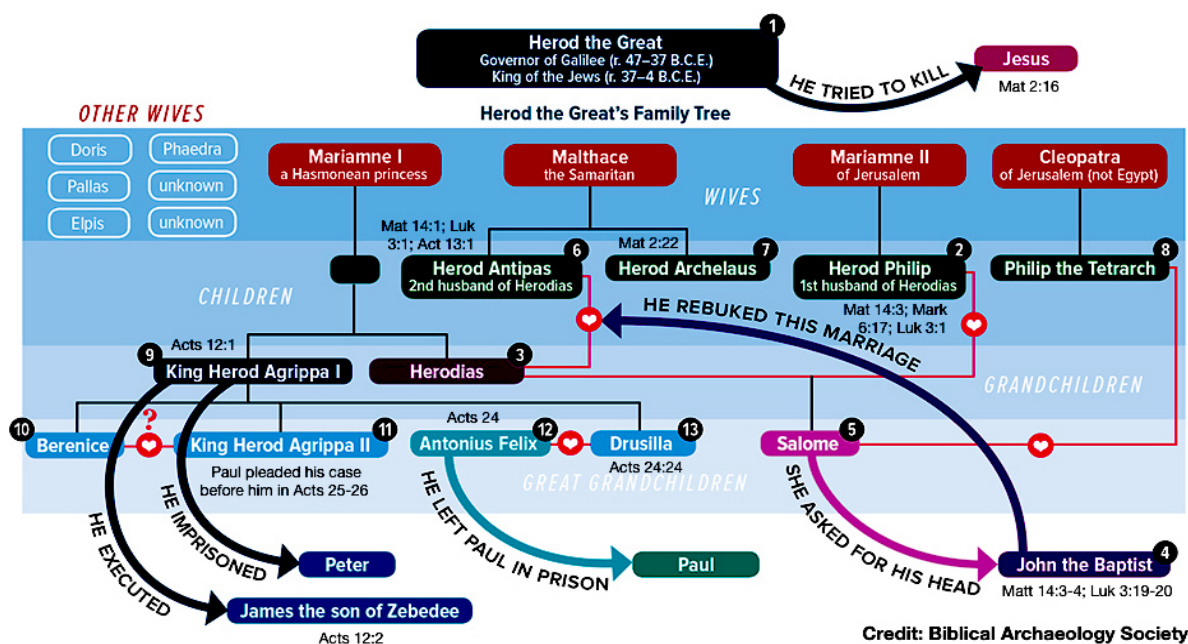 1
Herod the Great
Governor of Galilee (r. 47–37 B.C.E.)
King of the Jews (r. 37–4 B.C.E.)
HE TRIED TO KILL
Jesus
Mat 2:16
Herod the Great's Family Tree
OTHER WIVES
Doris
Phaedra
Pallas
unknown
Elpis
unknown
Mariamne I
a Hasmonean princess
Malthace
the Samaritan
Mariamne II
of Jerusalem
Cleopatra
of Jerusalem (not Egypt)
WIVES
Mat 14:1; Luk
3:1; Act 13:1
6
Herod Antipas
2nd husband of Herodias
Mat 2:22
7
Herod Archelaus
2
Herod Philip
1st husband of Herodias
Mat 14:3; Mark
6:17; Luk 3:1
8
Philip the Tetrarch
CHILDREN
HE REBUKED THIS MARRIAGE
Acts 12:1
9
King Herod Agrippa I
3
Herodias
GRANDCHILDREN
10
Berenice
?
11
King Herod Agrippa II
Paul pleaded his case
before him in Acts 25-26
Acts 24
12
Antonius Felix
13
Drusilla
Acts 24:24
5
Salome
GREAT GRANDCHILDREN
HE EXECUTED
HE IMPRISONED
HE LEFT PAUL IN PRISON
SHE ASKED FOR HIS HEAD
Peter
Paul
4
John the Baptist
Matt 14:3-4; Luk 3:19-20
James the son of Zebedee
Acts 12:2
Credit: Biblical Archaeology Society